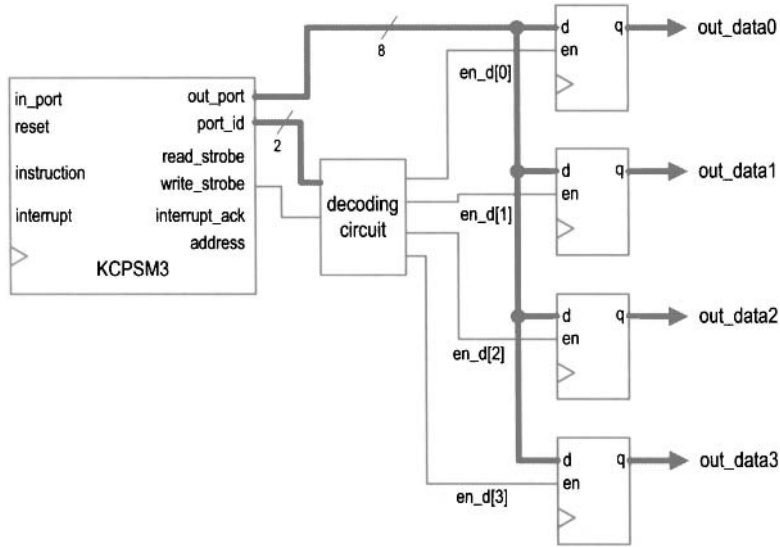 in_port
reset
instruction
interrupt
out_port
port_id
read_strobe
write_strobe
interrupt_ack
address
KCPSM3
8
2
decoding
circuit
en_d[0]
en_d[1]
en_d[2]
en_d[3]
d q
en
out_data0
d q
en
out_data1
d q
en
out_data2
d q
en
out_data3